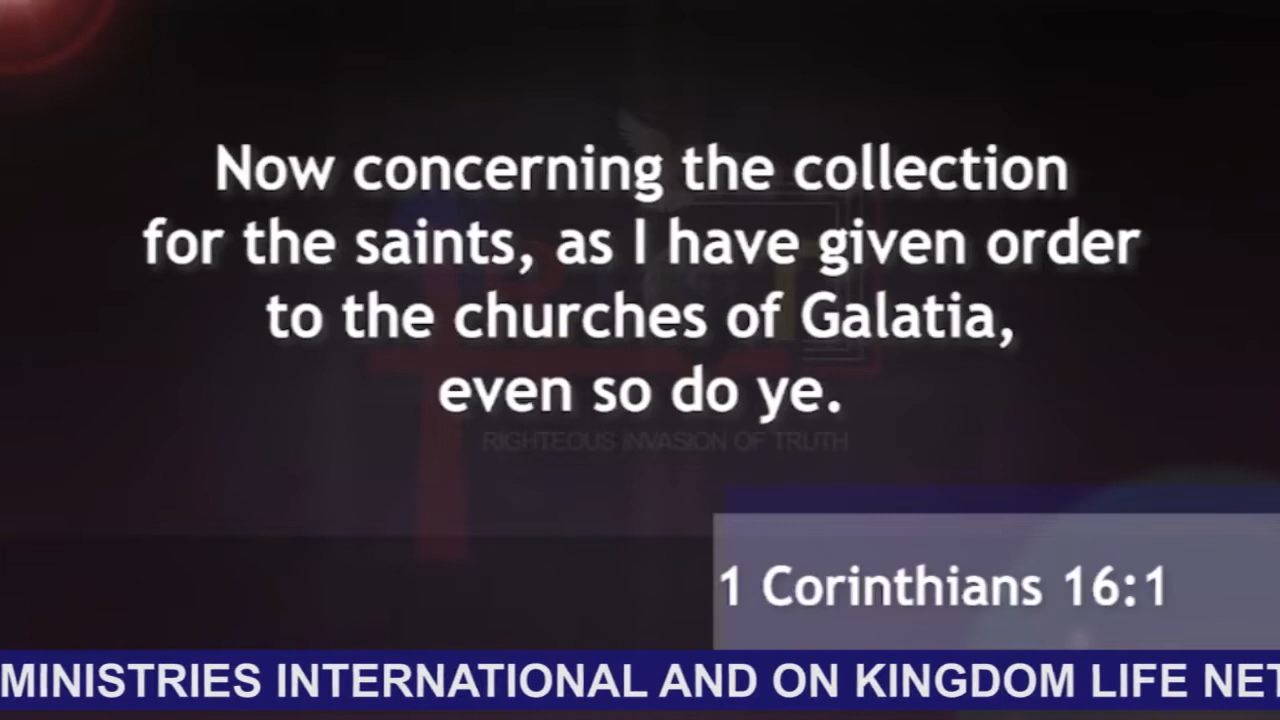 Now concerning the collection
for the saints, as I have given order
to the churches of Galatia,
even so do ye.
RIGHTEOUS INVASION OF TRUTH
1 Corinthians 16:1
MINISTRIES INTERNATIONAL AND ON KINGDOM LIFE NET